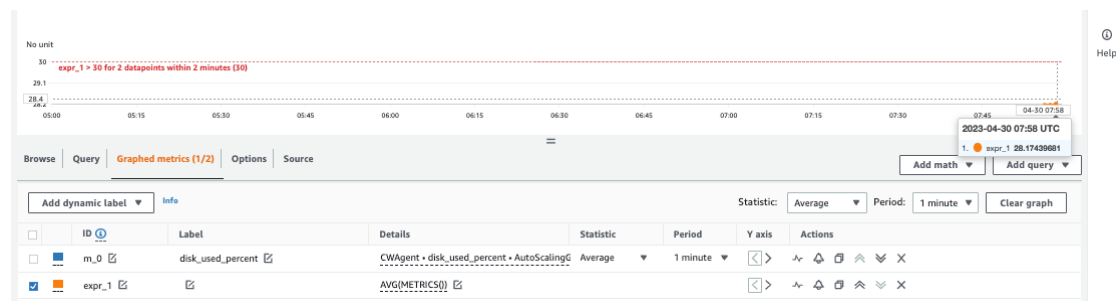 No unit
30
expr_1 > 30 for 2 datapoints within 2 minutes (30)
29.1
28.4
28.2
05:00 05:15 05:30 05:45 06:00 06:15 06:30 06:45 07:00 07:15 07:30 07:45 04-30 07:58
Help
2023-04-30 07:58 UTC
1. expr_1 28.17439681
Browse Query Graphed metrics (1/2) Options Source
Add math ▼ Add query ▼
Add dynamic label ▼ Info Statistic: Average ▼ Period: 1 minute ▼ Clear graph
ID Label Details Statistic Period Y axis Actions
m_0 disk_used_percent CWAgent • disk_used_percent • AutoScalingG Average ▼ 1 minute ▼ < >
expr_1 AVG(METRICS()) < >